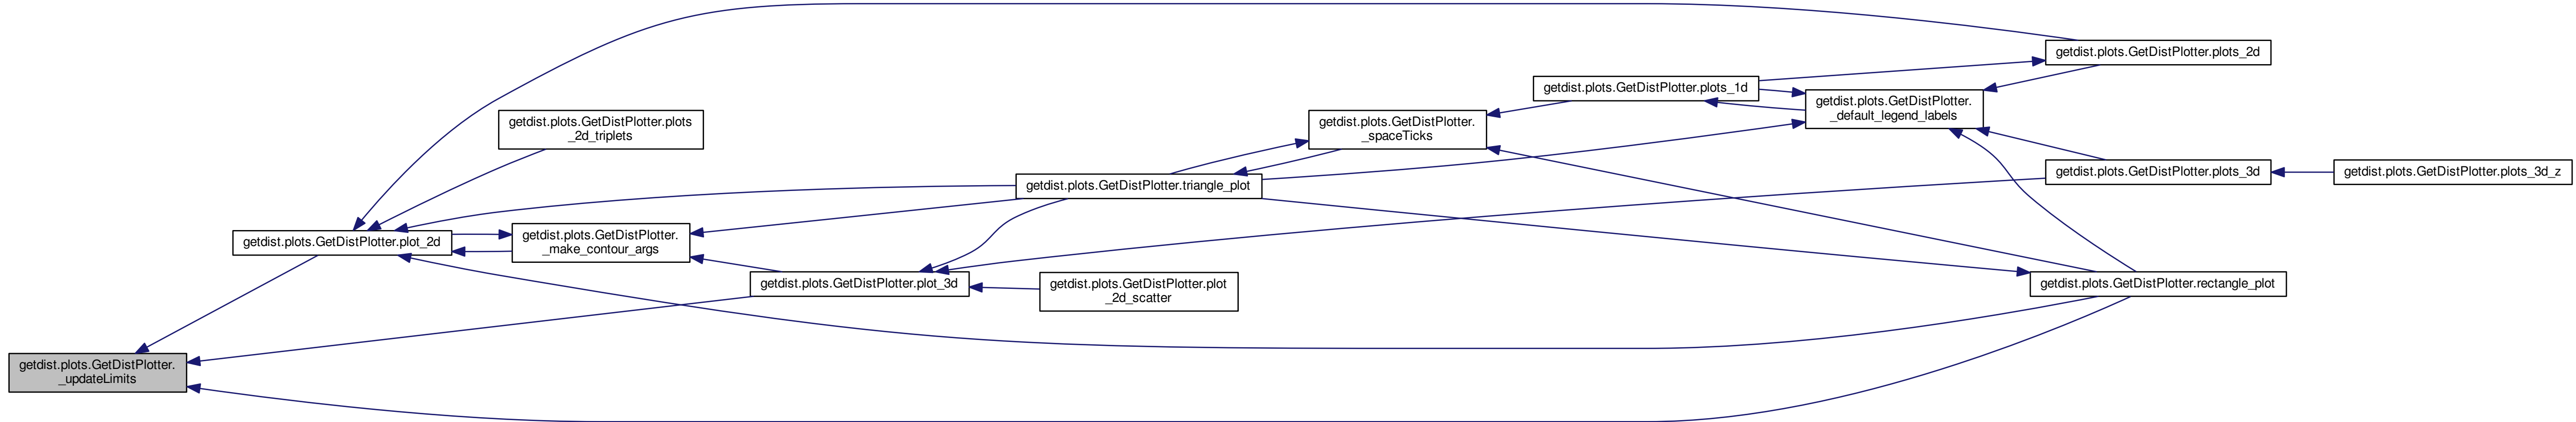 getdist.plots.GetDistPlotter.plots_2d
getdist.plots.GetDistPlotter.plots_1d
getdist.plots.GetDistPlotter.
_default_legend_labels
getdist.plots.GetDistPlotter.plots
_2d_triplets
getdist.plots.GetDistPlotter.
_spaceTicks
getdist.plots.GetDistPlotter.plots_3d
getdist.plots.GetDistPlotter.plots_3d_z
getdist.plots.GetDistPlotter.triangle_plot
getdist.plots.GetDistPlotter.plot_2d
getdist.plots.GetDistPlotter.
_make_contour_args
getdist.plots.GetDistPlotter.plot_3d
getdist.plots.GetDistPlotter.plot
_2d_scatter
getdist.plots.GetDistPlotter.rectangle_plot
getdist.plots.GetDistPlotter.
_updateLimits